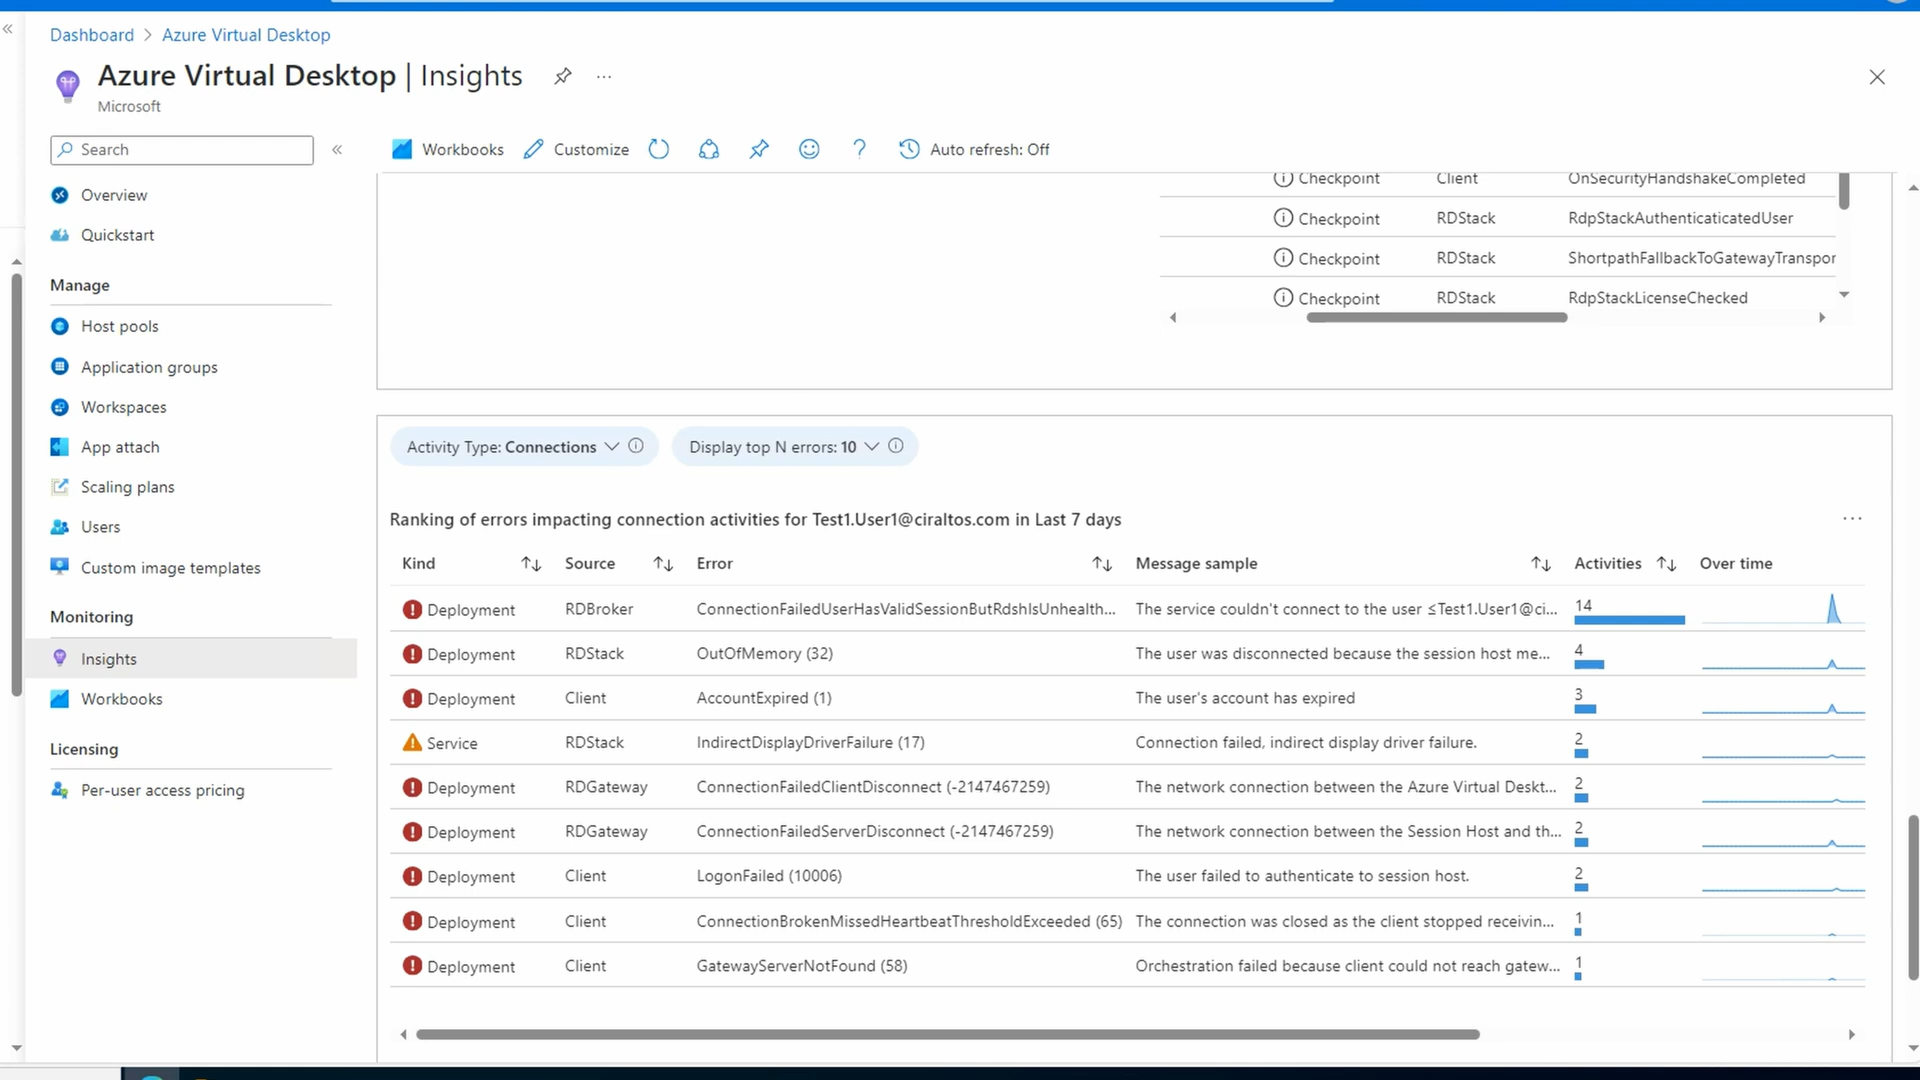 Dashboard > Azure Virtual Desktop
Azure Virtual Desktop | Insights
Microsoft
Search
Workbooks Customize Auto refresh: Off
Overview
Quickstart
Manage
Host pools
Application groups
Workspaces
App attach
Scaling plans
Users
Custom image templates
Monitoring
Insights
Workbooks
Licensing
Per-user access pricing
Checkpoint Client OnSecurityHandshakeCompleted
Checkpoint RDStack RdpStackAuthenticaticatedUser
Checkpoint RDStack ShortpathFallbackToGatewayTranspor
Checkpoint RDStack RdpStackLicenseChecked
Activity Type: Connections Display top N errors: 10
Ranking of errors impacting connection activities for Test1.User1@ciraltos.com in Last 7 days
Kind Source Error Message sample Activities Over time
Deployment RDBroker ConnectionFailedUserHasValidSessionButRdshIsUnhealth... The service couldn't connect to the user ≤Test1.User1@ci... 14
Deployment RDStack OutOfMemory (32) The user was disconnected because the session host me... 4
Deployment Client AccountExpired (1) The user's account has expired 3
Service RDStack IndirectDisplayDriverFailure (17) Connection failed, indirect display driver failure. 2
Deployment RDGateway ConnectionFailedClientDisconnect (-2147467259) The network connection between the Azure Virtual Deskt... 2
Deployment RDGateway ConnectionFailedServerDisconnect (-2147467259) The network connection between the Session Host and th... 2
Deployment Client LogonFailed (10006) The user failed to authenticate to session host. 2
Deployment Client ConnectionBrokenMissedHeartbeatThresholdExceeded (65) The connection was closed as the client stopped receivin... 1
Deployment Client GatewayServerNotFound (58) Orchestration failed because client could not reach gatew... 1